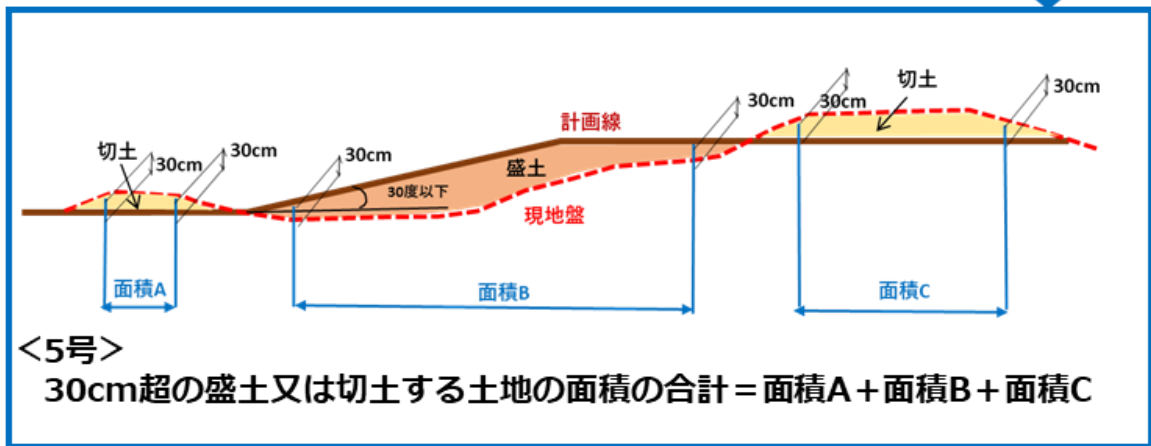 切土
30cm
30cm
30cm
30度以下
計画線
盛土
現地盤
30cm
30cm
切土
30cm
面積A
面積B
面積C
<5号>
30cm超の盛土又は切土する土地の面積の合計=面積A+面積B+面積C